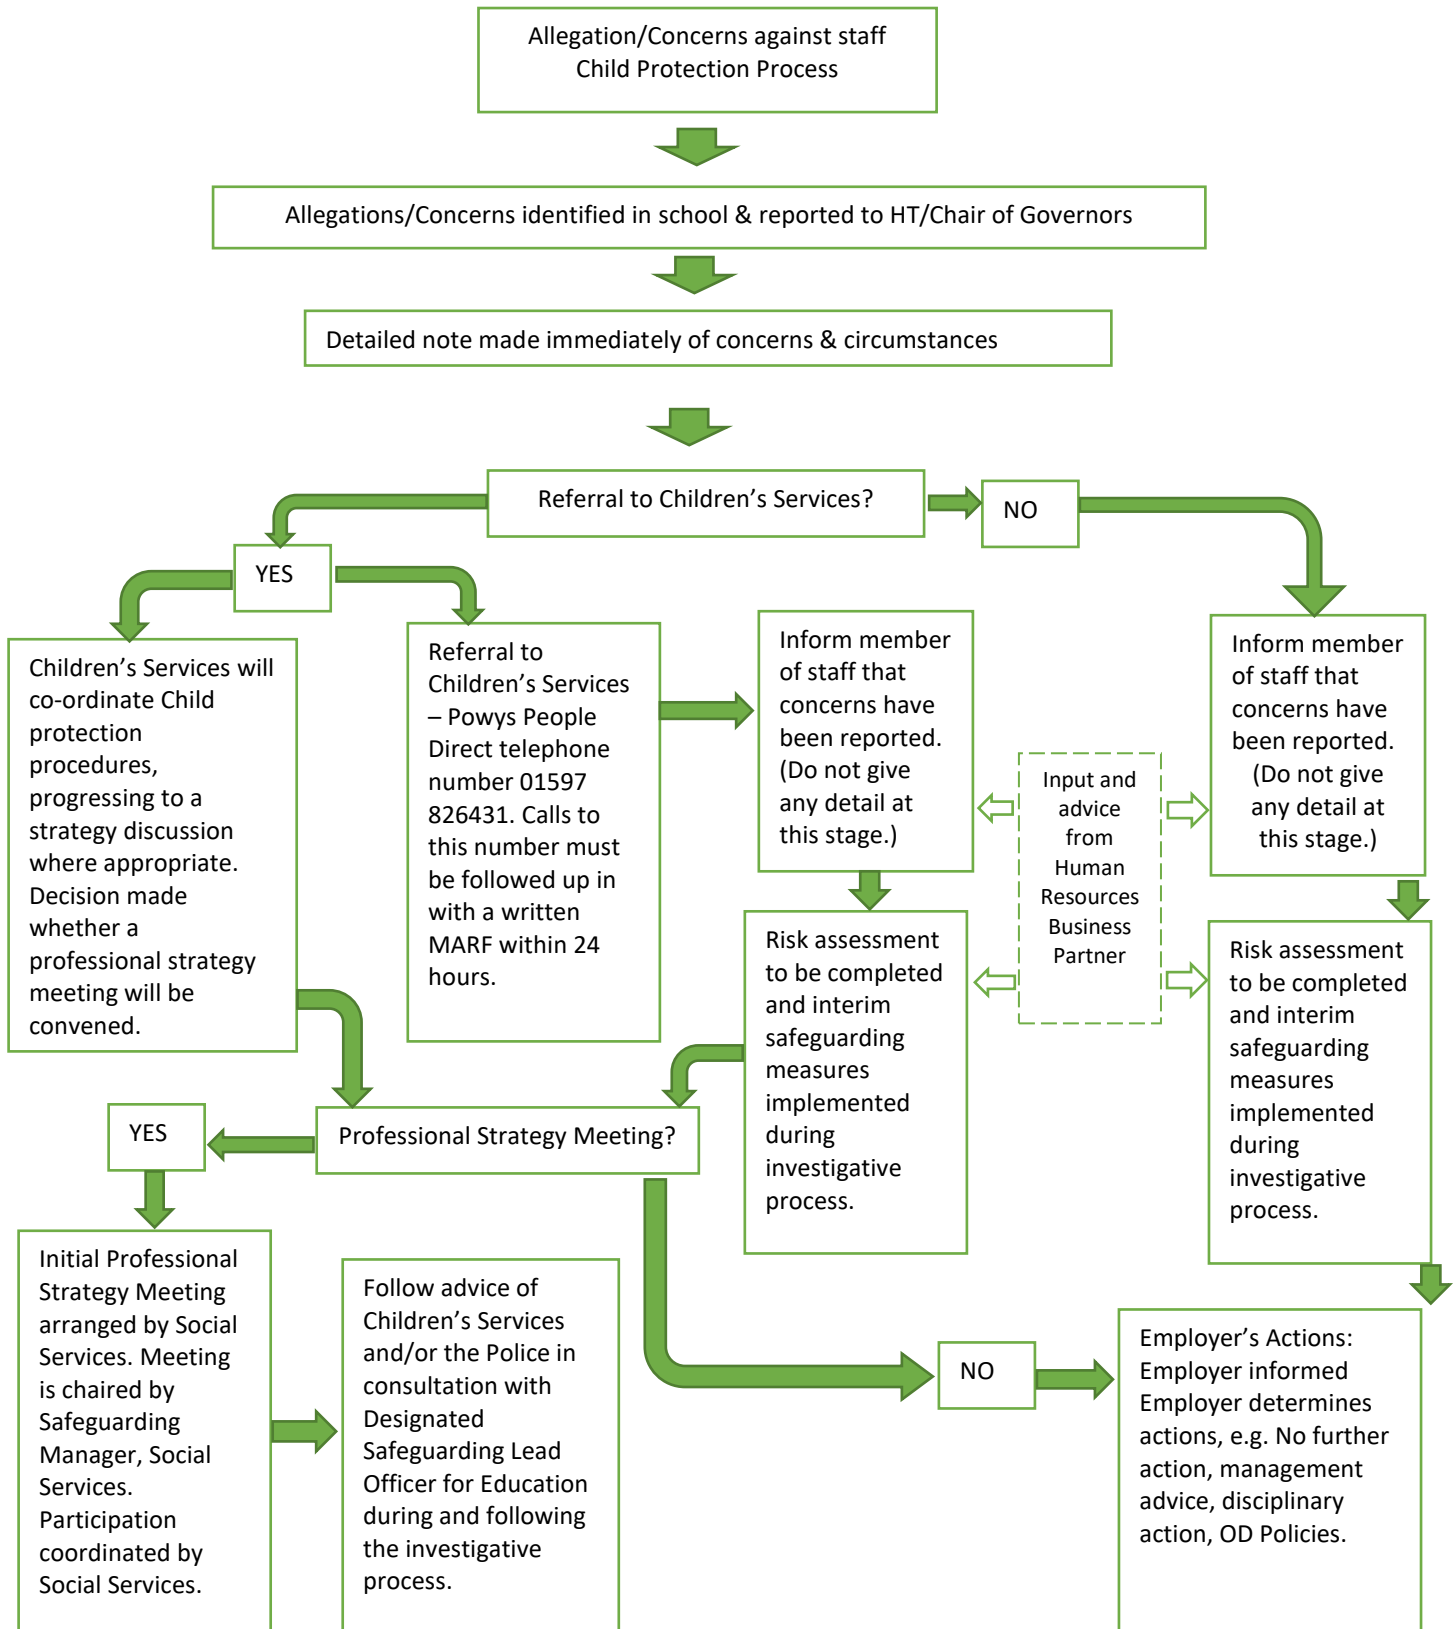 Allegation/Concerns against staff
Child Protection Process
Allegations/Concerns identified in school & reported to HT/Chair of Governors
Detailed note made immediately of concerns & circumstances
Referral to Children’s Services?
NO
YES
Children’s Services will
co-ordinate Child
protection
procedures,
progressing to a
strategy discussion
where appropriate.
Decision made
whether a
professional strategy
meeting will be
convened.
Referral to
Children’s Services
– Powys People
Direct telephone
number 01597
826431. Calls to
this number must
be followed up in
with a written
MARF within 24
hours.
Inform member
of staff that
concerns have
been reported.
(Do not give
any detail at
this stage.)
Input and
advice
from
Human
Resources
Business
Partner
Inform member
of staff that
concerns have
been reported.
(Do not give
any detail at
this stage.)
Risk assessment
to be completed
and interim
safeguarding
measures
implemented
during
investigative
process.
Risk assessment
to be completed
and interim
safeguarding
measures
implemented
during
investigative
process.
Professional Strategy Meeting?
YES
Initial Professional
Strategy Meeting
arranged by Social
Services. Meeting
is chaired by
Safeguarding
Manager, Social
Services.
Participation
coordinated by
Social Services.
Follow advice of
Children’s Services
and/or the Police in
consultation with
Designated
Safeguarding Lead
Officer for Education
during and following
the investigative
process.
NO
Employer’s Actions:
Employer informed
Employer determines
actions, e.g. No further
action, management
advice, disciplinary
action, OD Policies.